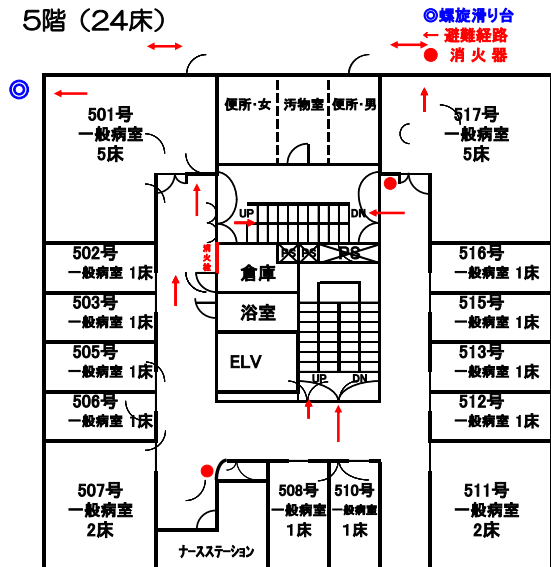 5階（24床）
◎螺旋滑り台
← 避難経路
● 消火器
501号
一般病室
5床
便所・女
汚物室
便所・男
517号
一般病室
5床
UP
DN
消火栓
PS
PS
PS
倉庫
浴室
ELV
UP
DN
502号
一般病室 1床
503号
一般病室 1床
505号
一般病室 1床
506号
一般病室 1床
516号
一般病室 1床
515号
一般病室 1床
513号
一般病室 1床
512号
一般病室 1床
507号
一般病室
2床
ナースステーション
508号
一般病室
1床
510号
一般病室
1床
511号
一般病室
2床